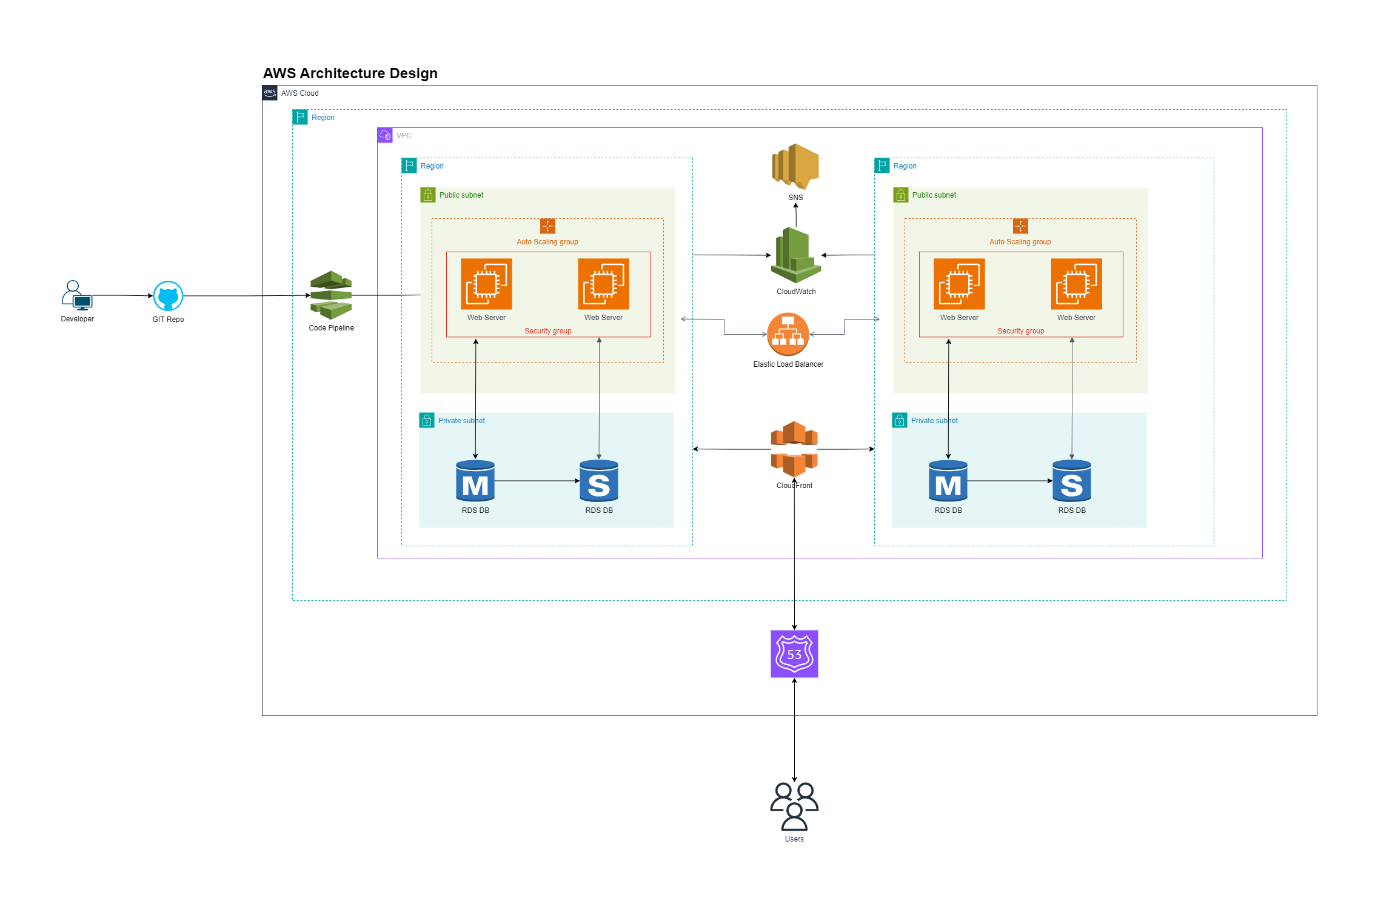 AWS Architecture Design
aws
AWS Cloud
Region
VPC
Region
Public subnet
Auto Scaling group
Web Server
Web Server
Security group
Private subnet
M
S
RDS DB
RDS DB
SNS
CloudWatch
Elastic Load Balancer
CloudFront
Region
Public subnet
Auto Scaling group
Web Server
Web Server
Security group
Private subnet
M
S
RDS DB
RDS DB
Developer
GIT Repo
Code Pipeline
53
Users